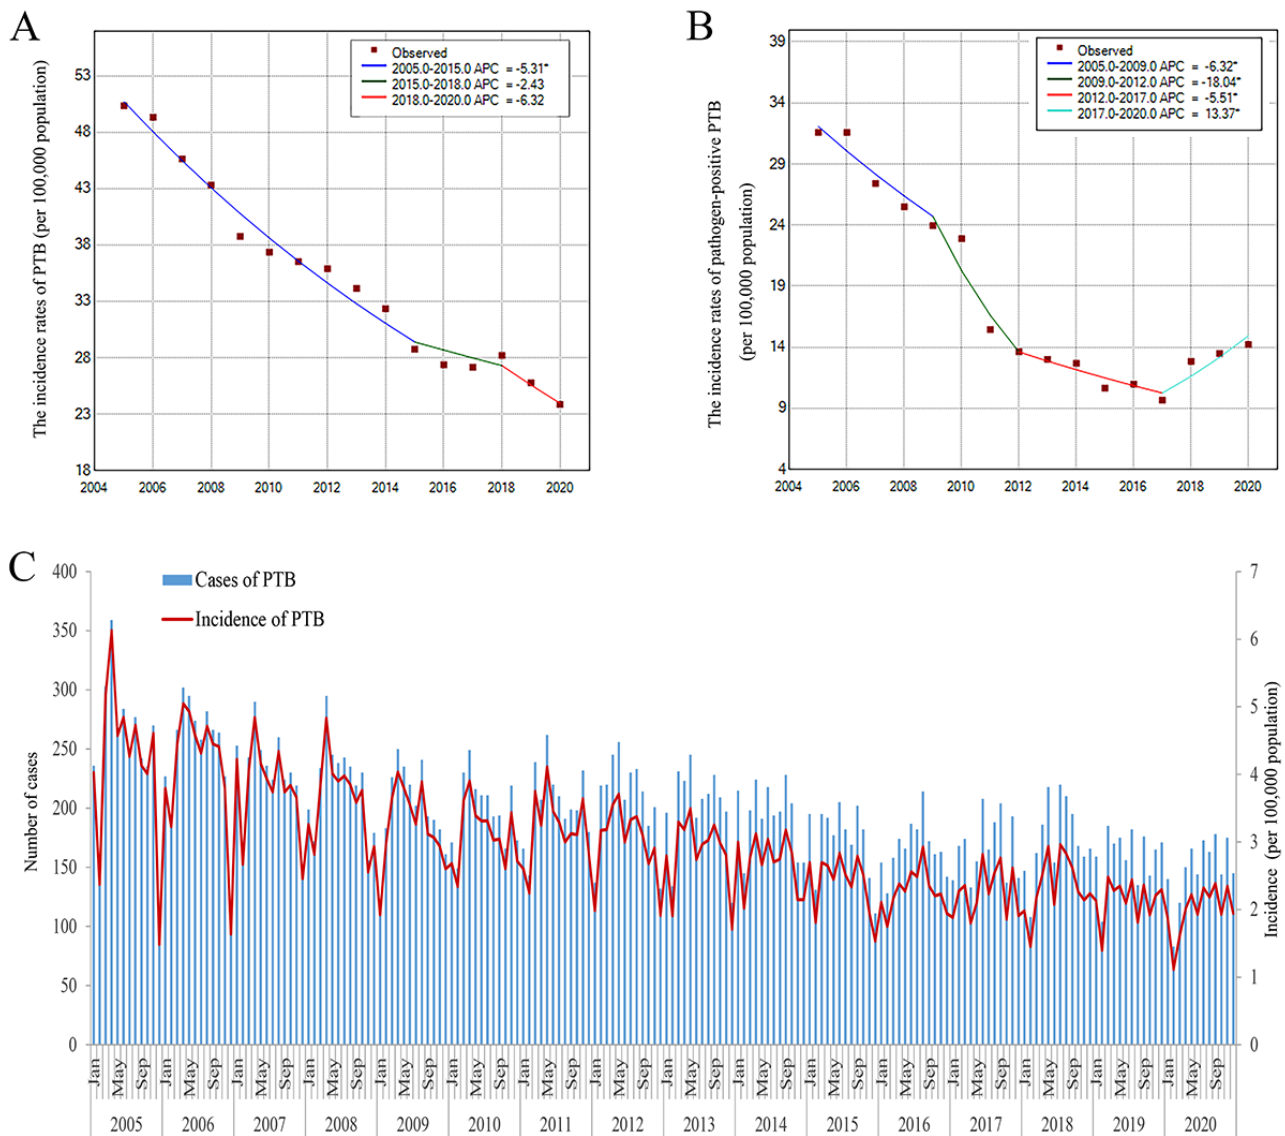 A
The incidence rates of PTB (per 100,000 population)
53
48
43
38
33
28
23
18
2004 2006 2008 2010 2012 2014 2016 2018 2020
Observed
2005.0-2015.0 APC = -5.31*
2015.0-2018.0 APC = -2.43
2018.0-2020.0 APC = -6.32
B
The incidence rates of pathogen-positive PTB
(per 100,000 population)
39
34
29
24
19
14
9
4
2004 2006 2008 2010 2012 2014 2016 2018 2020
Observed
2005.0-2009.0 APC = -6.32*
2009.0-2012.0 APC = -18.04*
2012.0-2017.0 APC = -5.51*
2017.0-2020.0 APC = 13.37*
C
Number of cases
400
350
300
250
200
150
100
50
0
Cases of PTB
Incidence of PTB
7
6
5
4
3
2
1
0
Incidence (per 100,000 population)
Jan May Sep Jan May Sep Jan May Sep Jan May Sep Jan May Sep Jan May Sep Jan May Sep Jan May Sep Jan May Sep Jan May Sep Jan May Sep Jan May Sep Jan May Sep Jan May Sep Jan May Sep Jan May Sep
2005 2006 2007 2008 2009 2010 2011 2012 2013 2014 2015 2016 2017 2018 2019 2020